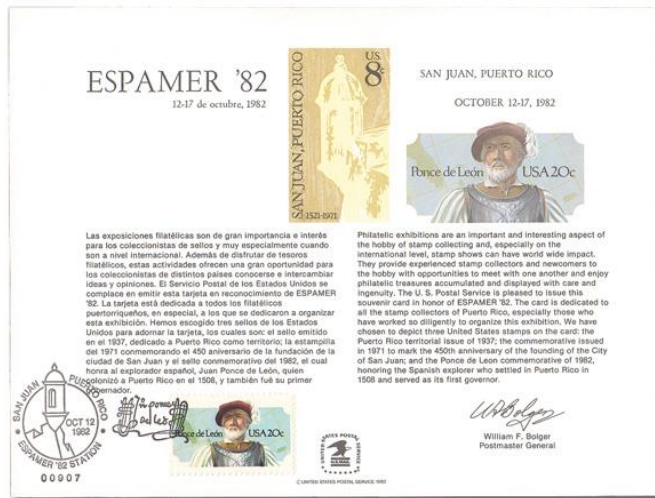 ESPAMER '82
12-17 de octubre, 1982
SAN JUAN, PUERTO RICO
1521-1971
US
8c
SAN JUAN, PUERTO RICO
OCTOBER 12-17, 1982
Ponce de León USA 20c
Las exposiciones filatélicas son de gran importancia e interés
para los coleccionistas de sellos y muy especialmente cuando
son a nivel internacional. Además de disfrutar de tesoros
filatélicos, estas actividades ofrecen una gran oportunidad para
los coleccionistas de distintos países conocerse e intercambiar
ideas y opiniones. El Servicio Postal de los Estados Unidos se
complace en emitir esta tarjeta en reconocimiento de ESPAMER
'82. La tarjeta está dedicada a todos los filatélicos
puertorriqueños, en especial, a los que se dedicaron a organizar
esta exhibición. Hemos escogido tres sellos de los Estados
Unidos para adornar la tarjeta, los cuales son: el sello emitido
en el 1937, dedicado a Puerto Rico como territorio; la estampilla
del 1971 conmemorando el 450 aniversario de la fundación de la
ciudad de San Juan y el sello conmemorativo del 1982, el cual
honra al explorador español, Juan Ponce de León, quien
colonizó a Puerto Rico en el 1508, y también fué su primer
gobernador.
Philatelic exhibitions are an important and interesting aspect of
the hobby of stamp collecting and, especially on the
international level, stamp shows can have world wide impact.
They provide experienced stamp collectors and newcomers to
the hobby with opportunities to meet with one another and enjoy
philatelic treasures accumulated and displayed with care and
ingenuity. The U. S. Postal Service is pleased to issue this
souvenir card in honor of ESPAMER '82. The card is dedicated to
all the stamp collectors of Puerto Rico, especially those who
have worked so diligently to organize this exhibition. We have
chosen to depict three United States stamps on the card: the
Puerto Rico territorial issue of 1937; the commemorative issued
in 1971 to mark the 450th anniversary of the founding of the City
of San Juan; and the Ponce de León commemorative of 1982,
honoring the Spanish explorer who settled in Puerto Rico in
1508 and served as its first governor.
William F. Bolger
Postmaster General
SAN JUAN PUERTO RICO
OCT 12
1982
ESPAMER '82 STATION
00907
Ponce de León USA 20c
UNITED STATES POSTAL SERVICE
U.S. MAIL
© UNITED STATES POSTAL SERVICE 1982